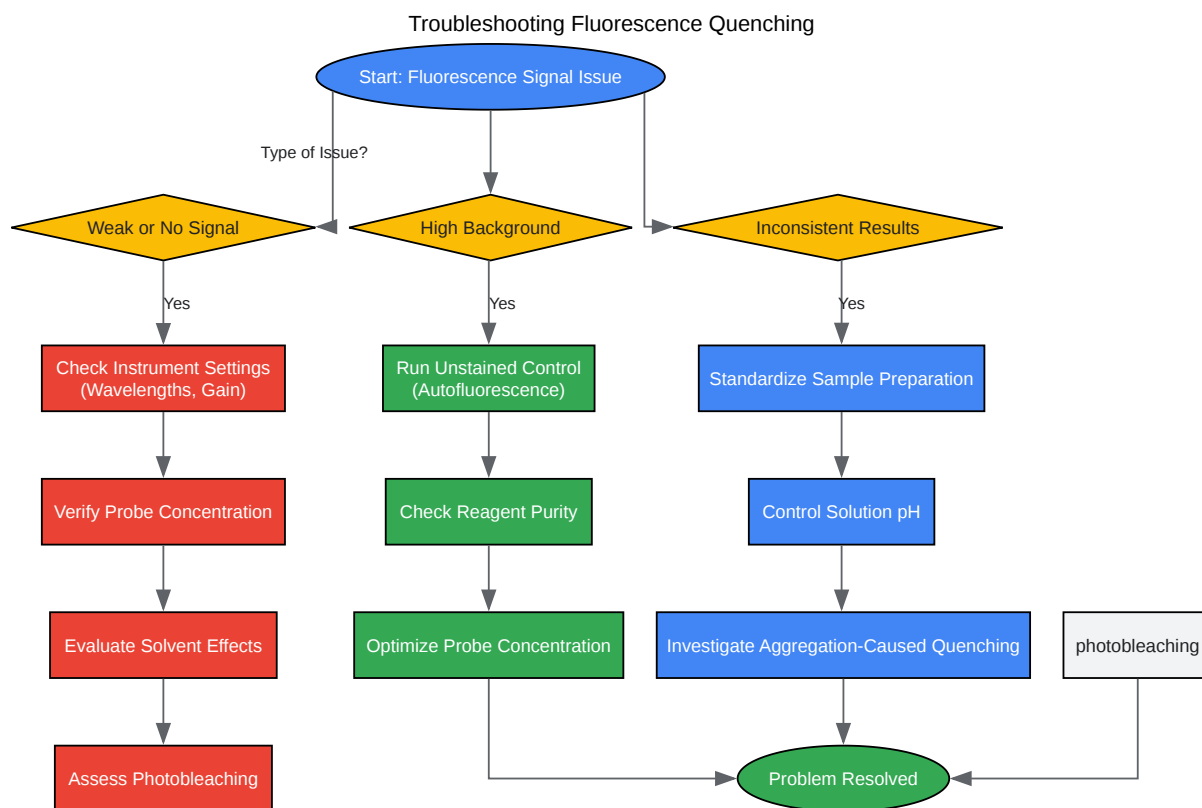 Troubleshooting Fluorescence Quenching
Start: Fluorescence Signal Issue
Type of Issue?
Weak or No Signal
High Background
Inconsistent Results
Yes
Yes
Yes
Check Instrument Settings
(Wavelengths, Gain)
Run Unstained Control
(Autofluorescence)
Standardize Sample Preparation
Verify Probe Concentration
Check Reagent Purity
Control Solution pH
Evaluate Solvent Effects
Optimize Probe Concentration
Investigate Aggregation-Caused Quenching
photobleaching
Assess Photobleaching
Problem Resolved